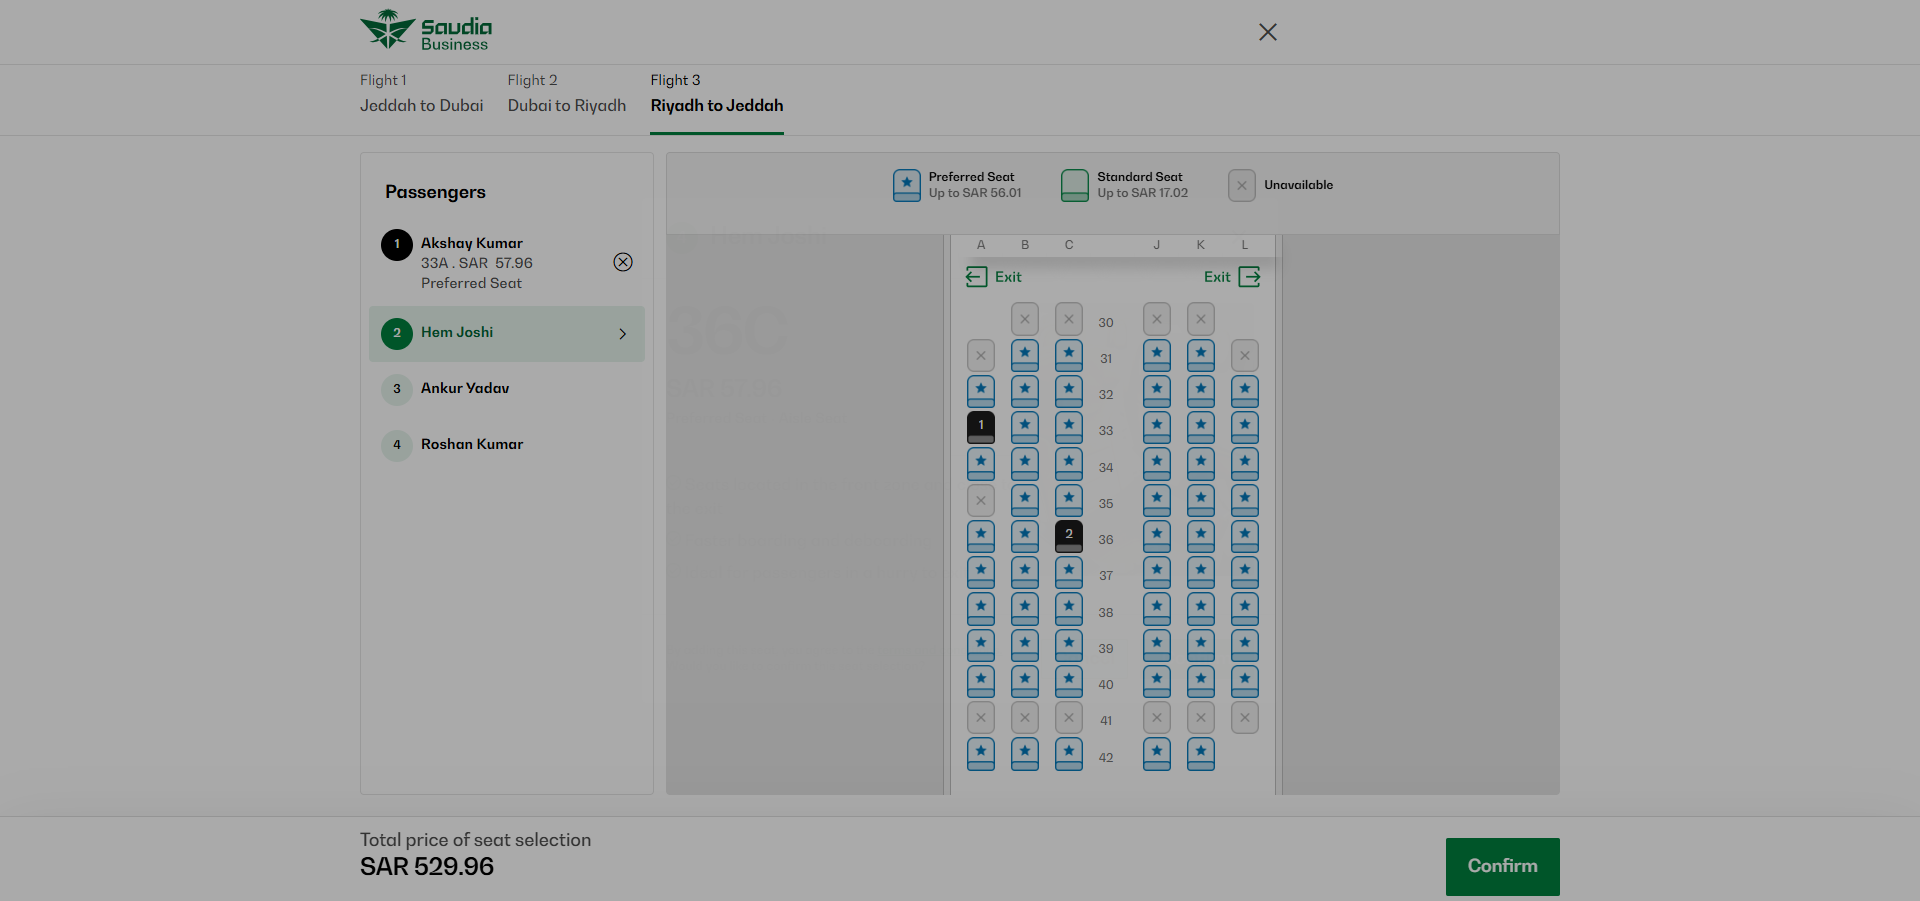 Saudia
Business
Flight 1
Jeddah to Dubai
Flight 2
Dubai to Riyadh
Flight 3
Riyadh to Jeddah
Passengers
1
Akshay Kumar
33A . SAR 57.96
Preferred Seat
2
Hem Joshi
3
Ankur Yadav
4
Roshan Kumar
Preferred Seat
Up to SAR 56.01
Standard Seat
Up to SAR 17.02
Unavailable
A B C J K L
Exit
Exit
36C
30
31
32
1
33
34
35
2
36
37
38
39
40
41
42
Total price of seat selection
SAR 529.96
Confirm